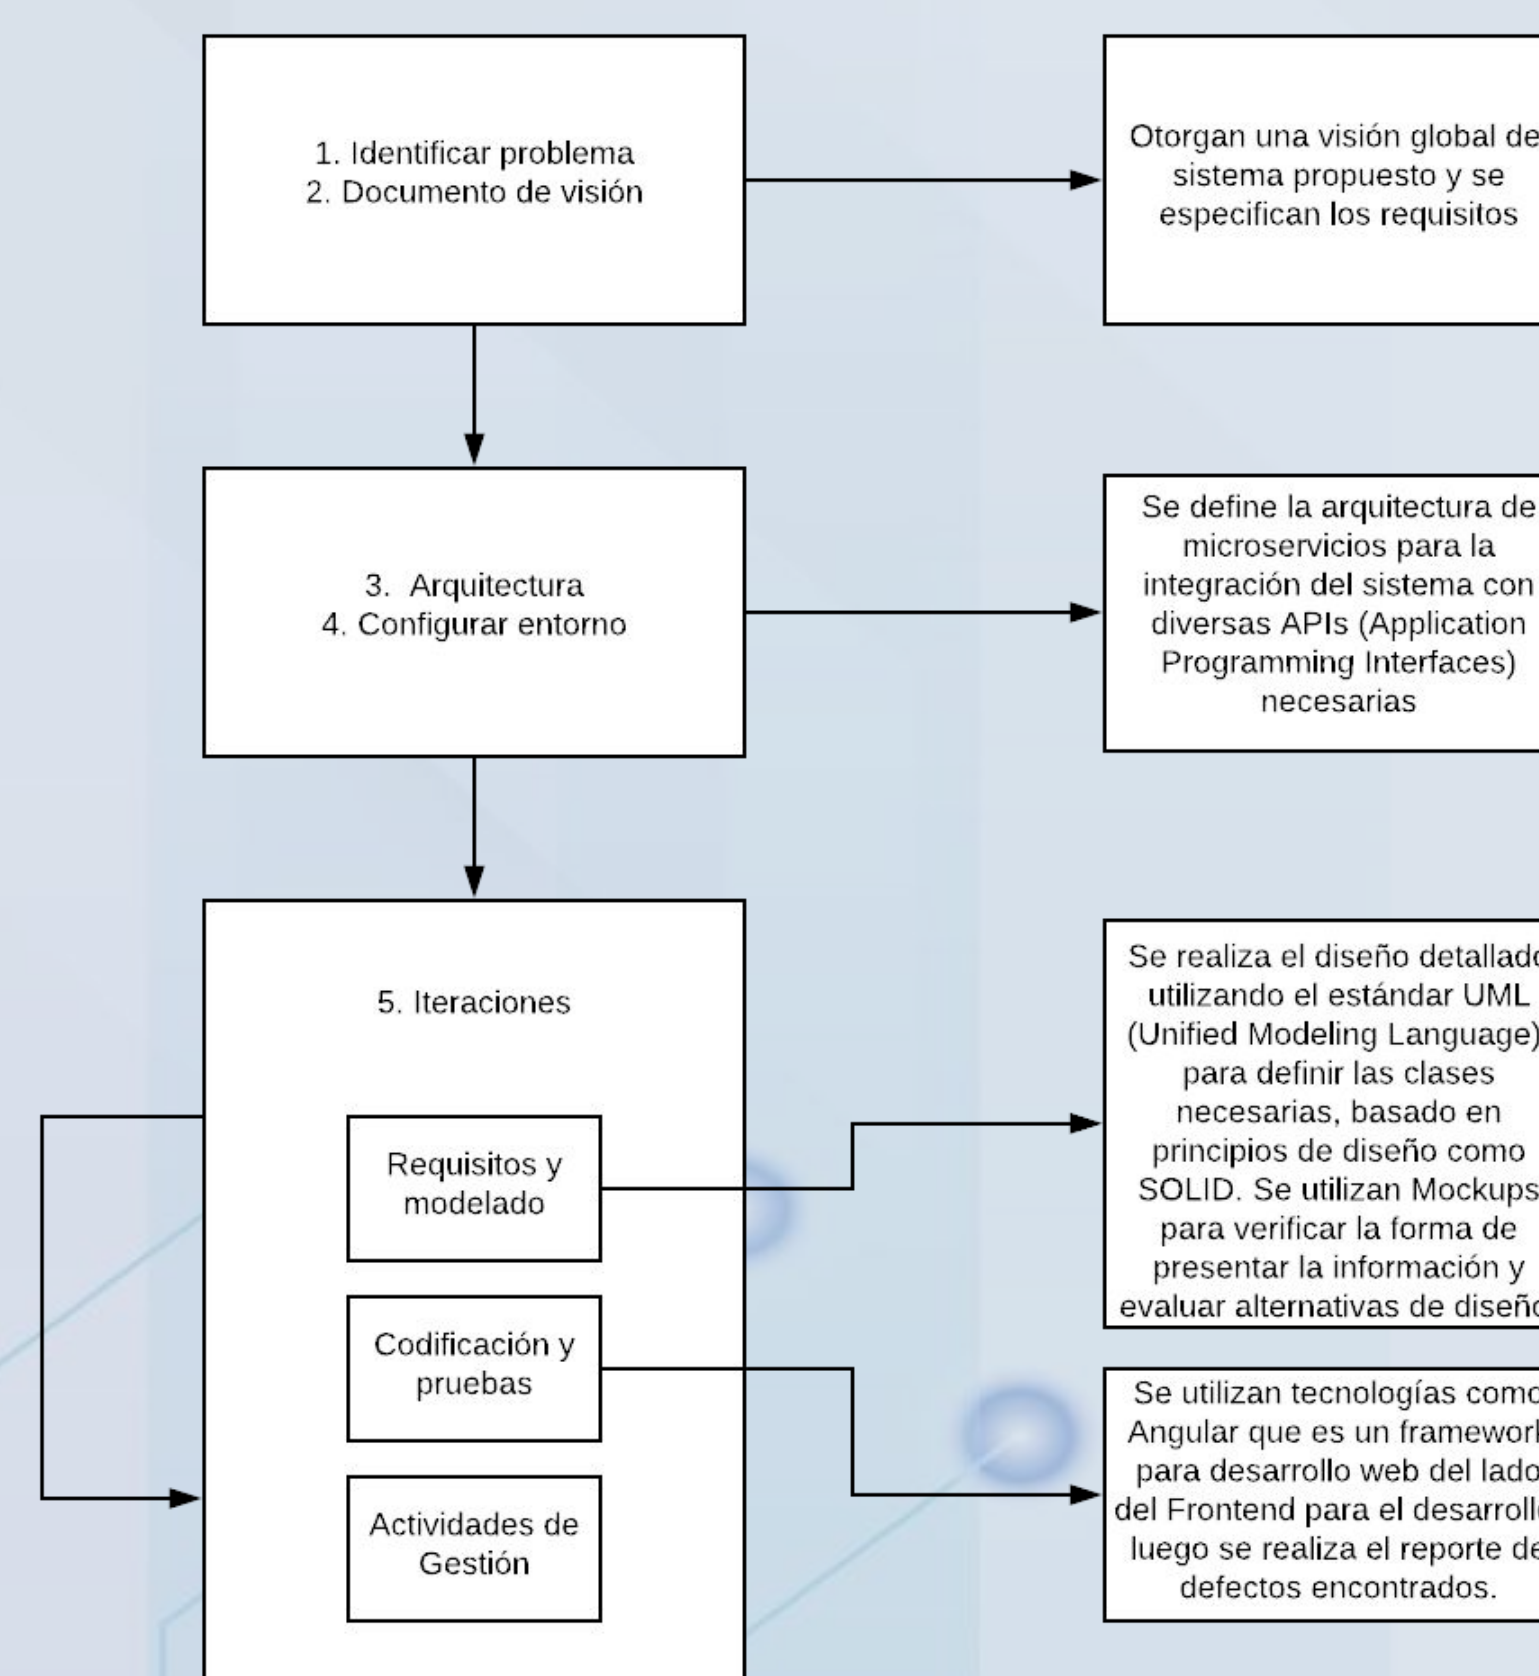 1. Identificar problema
2. Documento de visión
Otorgan una visión global de
sistema propuesto y se
especifican los requisitos
3. Arquitectura
4. Configurar entorno
Se define la arquitectura de
microservicios para la
integración del sistema con
diversas APIs (Application
Programming Interfaces)
necesarias
5. Iteraciones
Requisitos y
modelado
Codificación y
pruebas
Actividades de
Gestión
Se realiza el diseño detallado
utilizando el estándar UML
(Unified Modeling Language)
para definir las clases
necesarias, basado en
principios de diseño como
SOLID. Se utilizan Mockups
para verificar la forma de
presentar la información y
evaluar alternativas de diseño
Se utilizan tecnologías como
Angular que es un framework
para desarrollo web del lado
del Frontend para el desarrollo
luego se realiza el reporte de
defectos encontrados.